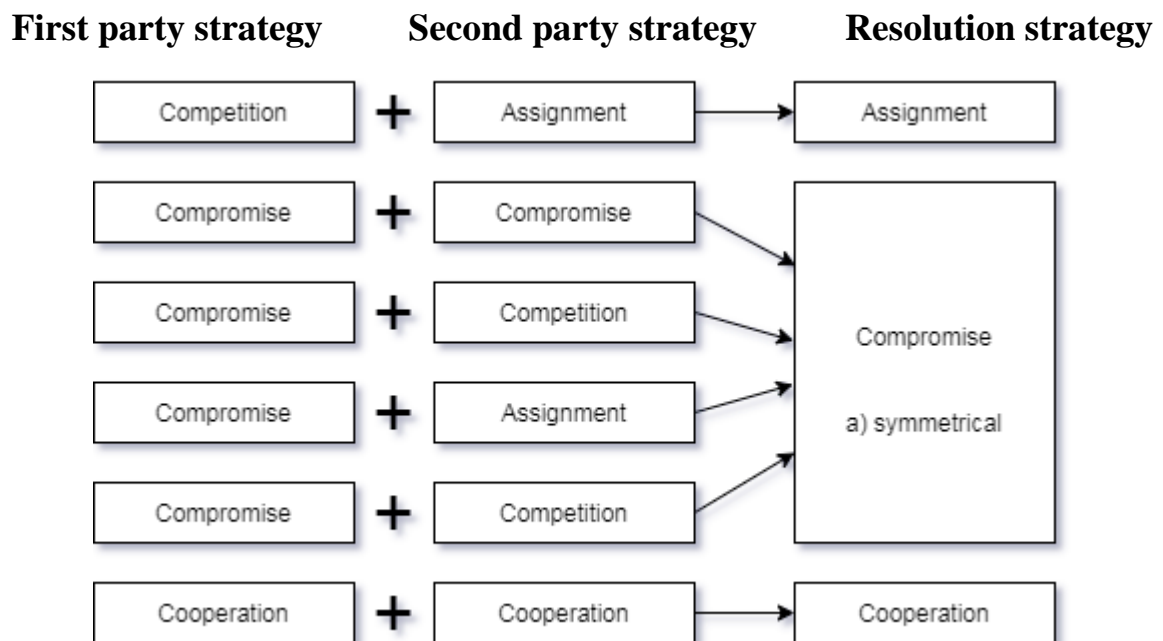 First party strategy Second party strategy Resolution strategy
Competition + Assignment Assignment
Compromise + Compromise
Compromise + Competition
Compromise
Compromise + Assignment
a) symmetrical
Compromise + Competition
Cooperation + Cooperation Cooperation